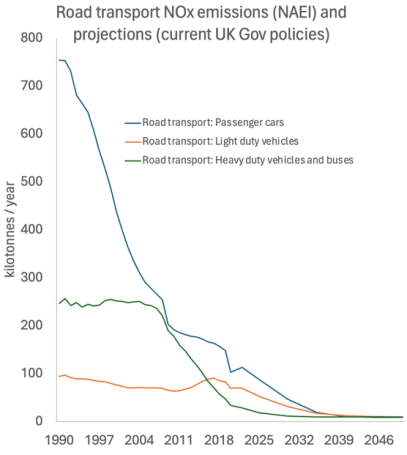 Road transport NOx emissions (NAEI) and
projections (current UK Gov policies)
800
700
600
500
400
300
200
100
0
kilotonnes / year
Road transport: Passenger cars
Road transport: Light duty vehicles
Road transport: Heavy duty vehicles and buses
1990 1997 2004 2011 2018 2025 2032 2039 2046